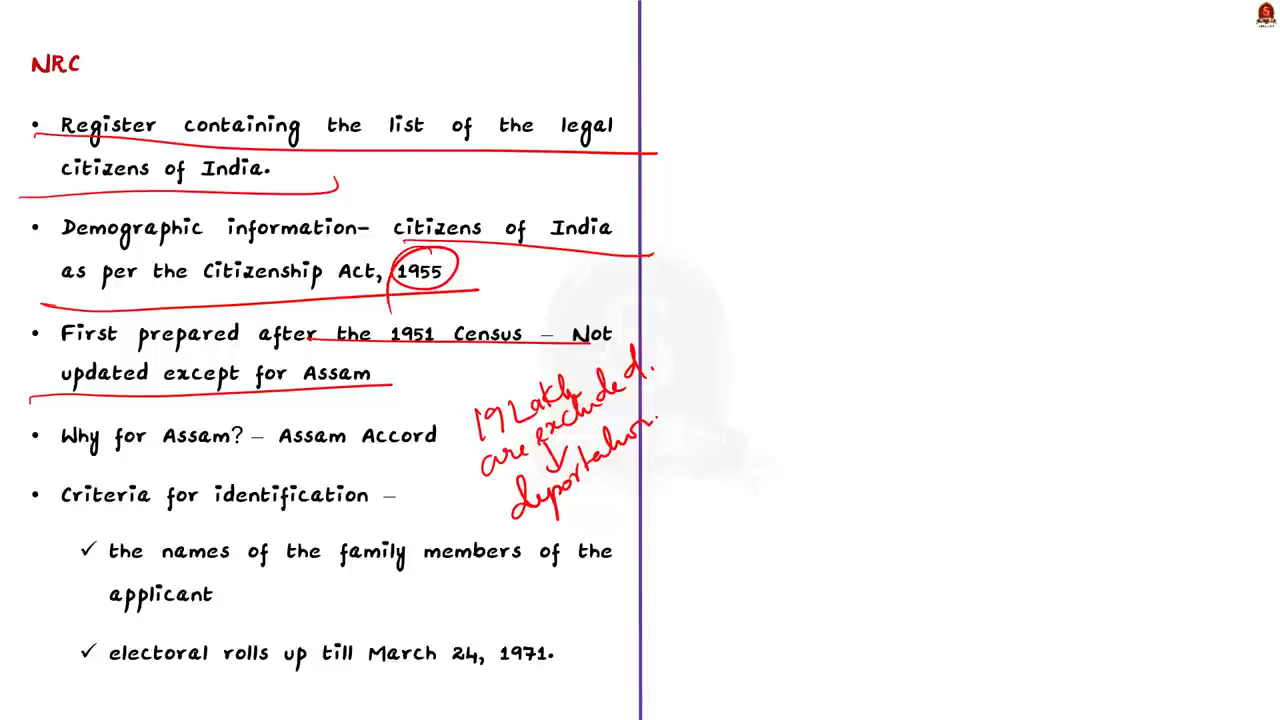 NRC
• Register containing the list of the legal
citizens of India.
• Demographic information- citizens of India
as per the Citizenship Act, 1955
• First prepared after the 1951 Census – Not
updated except for Assam
19 Lakh
are excluded.
deportation.
• Why for Assam? – Assam Accord
• Criteria for identification –
✓ the names of the family members of the
applicant
✓ electoral rolls up till March 24, 1971.